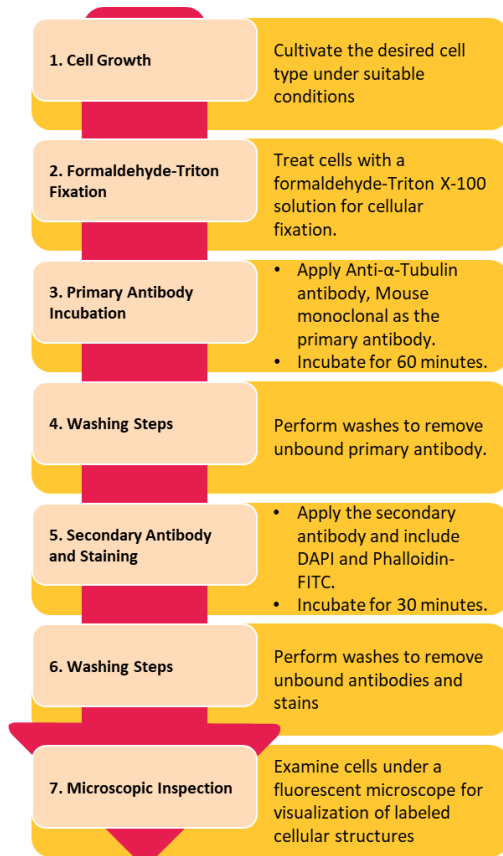 1. Cell Growth
Cultivate the desired cell
type under suitable
conditions
2. Formaldehyde-Triton
Fixation
Treat cells with a
formaldehyde-Triton X-100
solution for cellular
fixation.
3. Primary Antibody
Incubation
• Apply Anti-α-Tubulin
antibody, Mouse
monoclonal as the
primary antibody.
• Incubate for 60 minutes.
4. Washing Steps
Perform washes to remove
unbound primary antibody.
5. Secondary Antibody
and Staining
• Apply the secondary
antibody and include
DAPI and Phalloidin-
FITC.
• Incubate for 30 minutes.
6. Washing Steps
Perform washes to remove
unbound antibodies and
stains
7. Microscopic Inspection
Examine cells under a
fluorescent microscope for
visualization of labeled
cellular structures